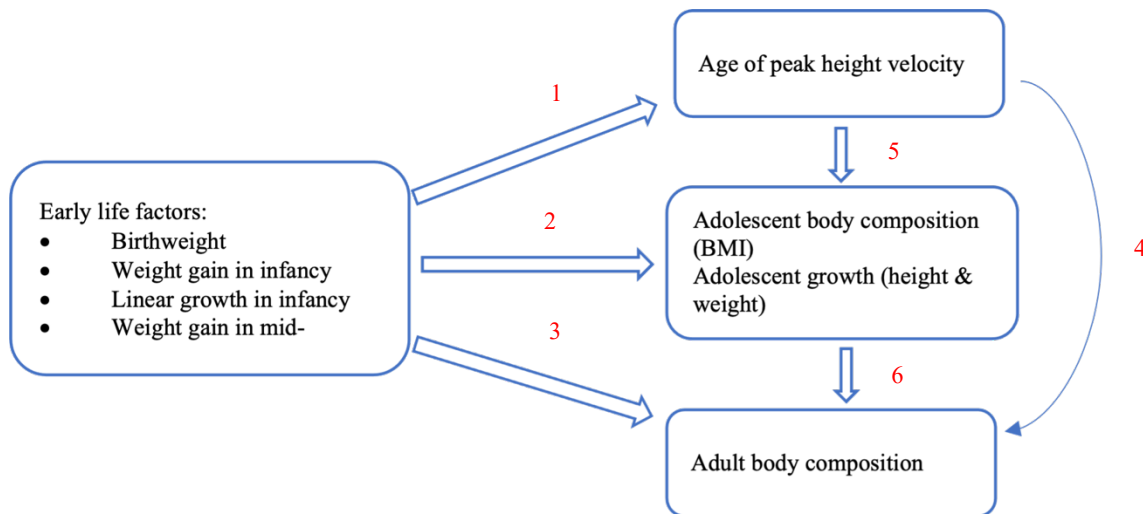 Early life factors:
• Birthweight
• Weight gain in infancy
• Linear growth in infancy
• Weight gain in mid-
1
2
3
Age of peak height velocity
5
Adolescent body composition
(BMI)
Adolescent growth (height &
weight)
4
6
Adult body composition